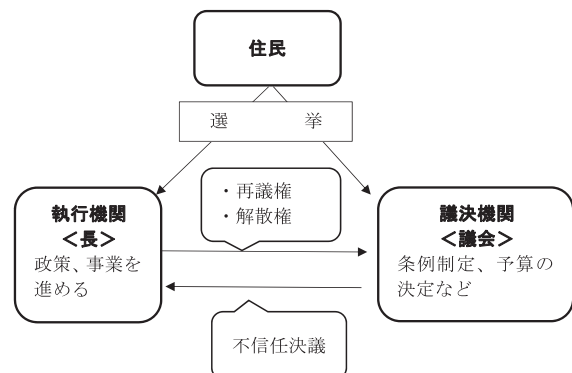 住民
選　挙
・再議権
・解散権
執行機関
＜長＞
政策、事業を
進める
議決機関
＜議会＞
条例制定、予算の
決定など
不信任決議